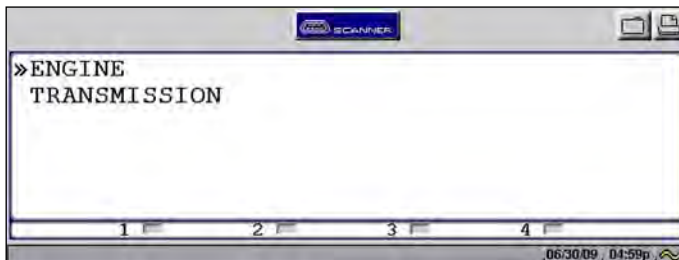 SCANNER
»ENGINE
TRANSMISSION
1 2 3 4
06/30/09 04:59p